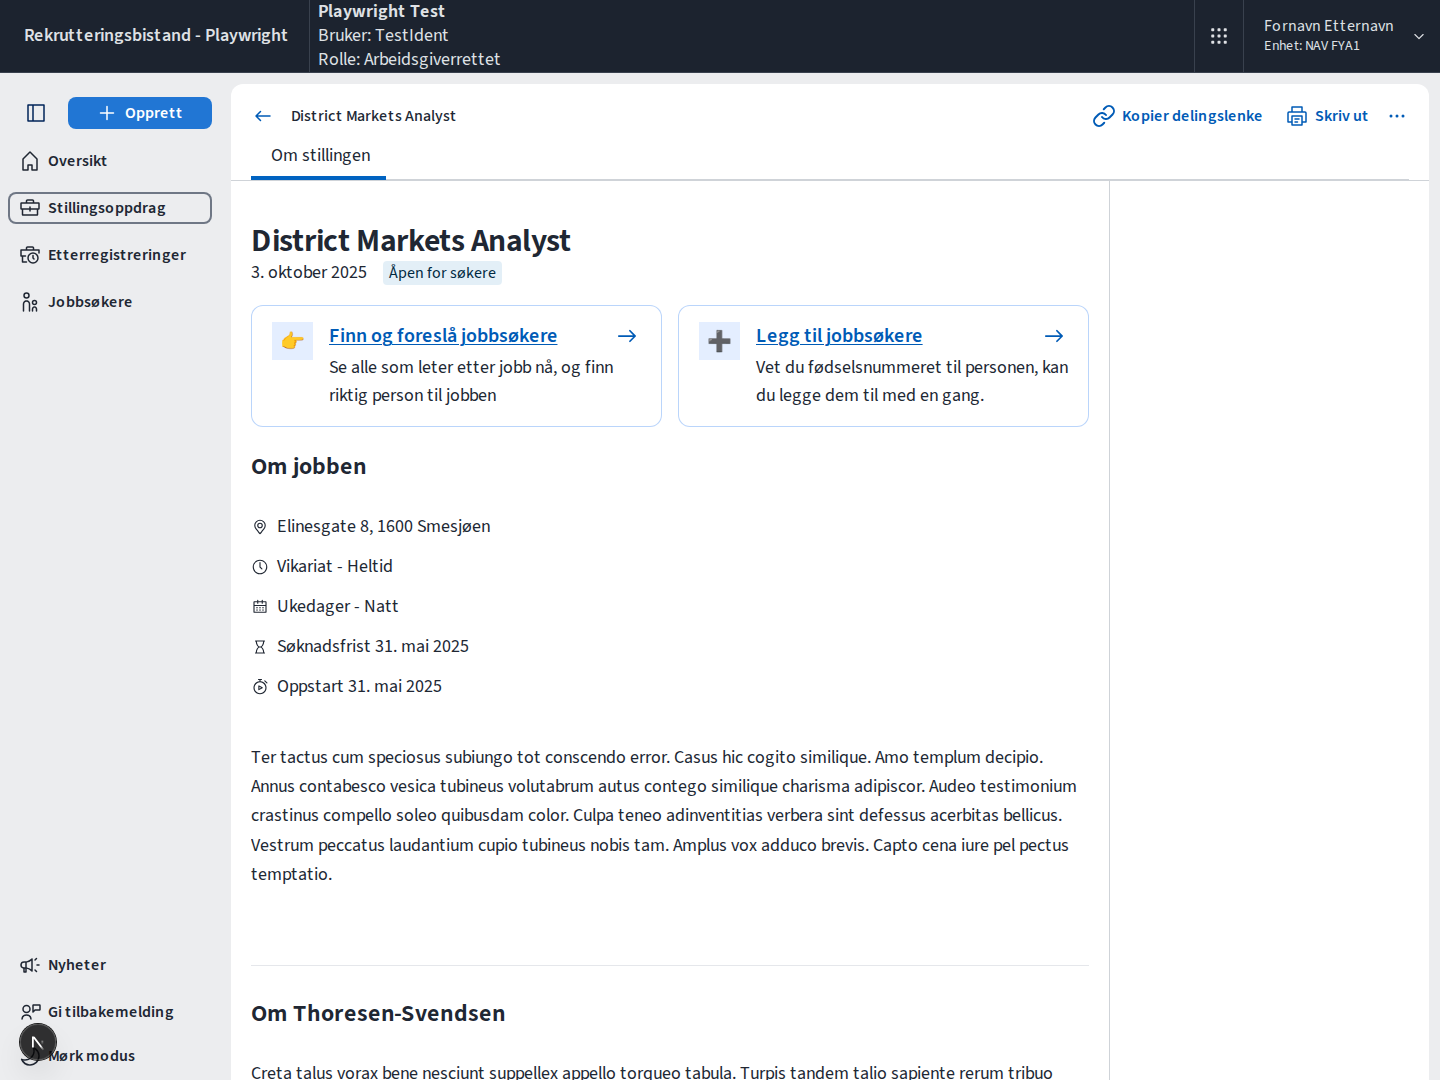 Rekrutteringsbistand - Playwright
Playwright Test
Bruker: TestIdent
Rolle: Arbeidsgiverrettet
Fornavn Etternavn
Enhet: NAV FYA1
Opprett
Oversikt
Stillingsoppdrag
Etterregistreringer
Jobbsøkere
Nyheter
Gi tilbakemelding
Mørk modus
District Markets Analyst
Kopier delingslenke
Skriv ut
Om stillingen
District Markets Analyst
3. oktober 2025
Åpen for søkere
Finn og foreslå jobbsøkere
Se alle som leter etter jobb nå, og finn
riktig person til jobben
Legg til jobbsøkere
Vet du fødselsnummeret til personen, kan
du legge dem til med en gang.
Om jobben
Elinesgate 8, 1600 Smesjøen
Vikariat - Heltid
Ukedager - Natt
Søknadsfrist 31. mai 2025
Oppstart 31. mai 2025
Ter tactus cum speciosus subiungo tot conscendo error. Casus hic cogito similique. Amo templum decipio.
Annus contabesco vesica tubineus volutabrum autus contego similique charisma adipiscor. Audeo testimonium
crastinus compello soleo quibusdam color. Culpa teneo adinventitias verbera sint defessus acerbitas bellicus.
Vestrum peccatus laudantium cupio tubineus nobis tam. Amplus vox adduco brevis. Capto cena iure pel pectus
temptatio.
Om Thoresen-Svendsen
Creta talus vorax bene nesciunt suppellex appello torqueo tabula. Turpis tandem talio sapiente rerum tribuo